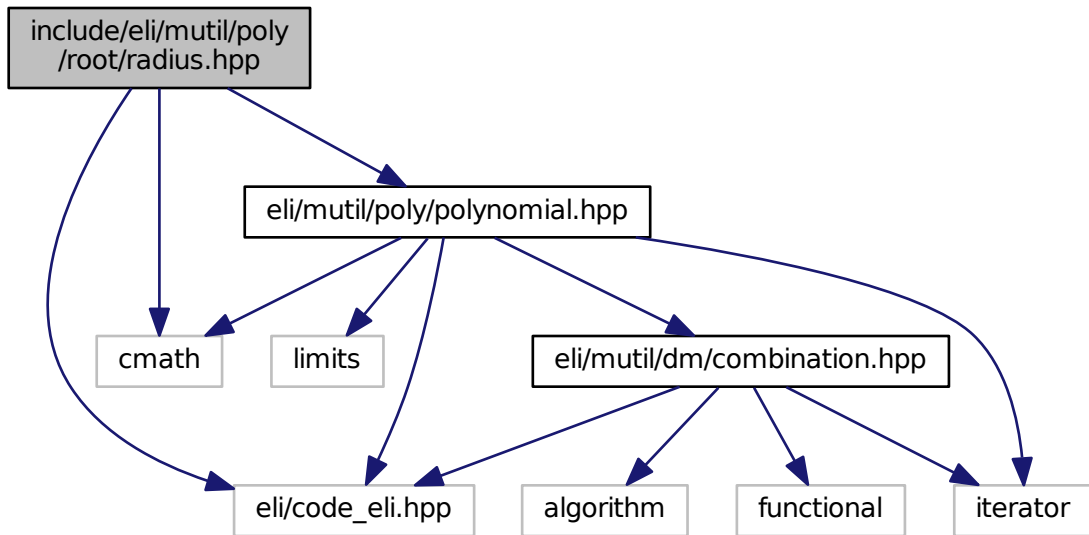 include/eli/mutil/poly
/root/radius.hpp
eli/mutil/poly/polynomial.hpp
cmath
limits
eli/mutil/dm/combination.hpp
eli/code_eli.hpp
algorithm
functional
iterator